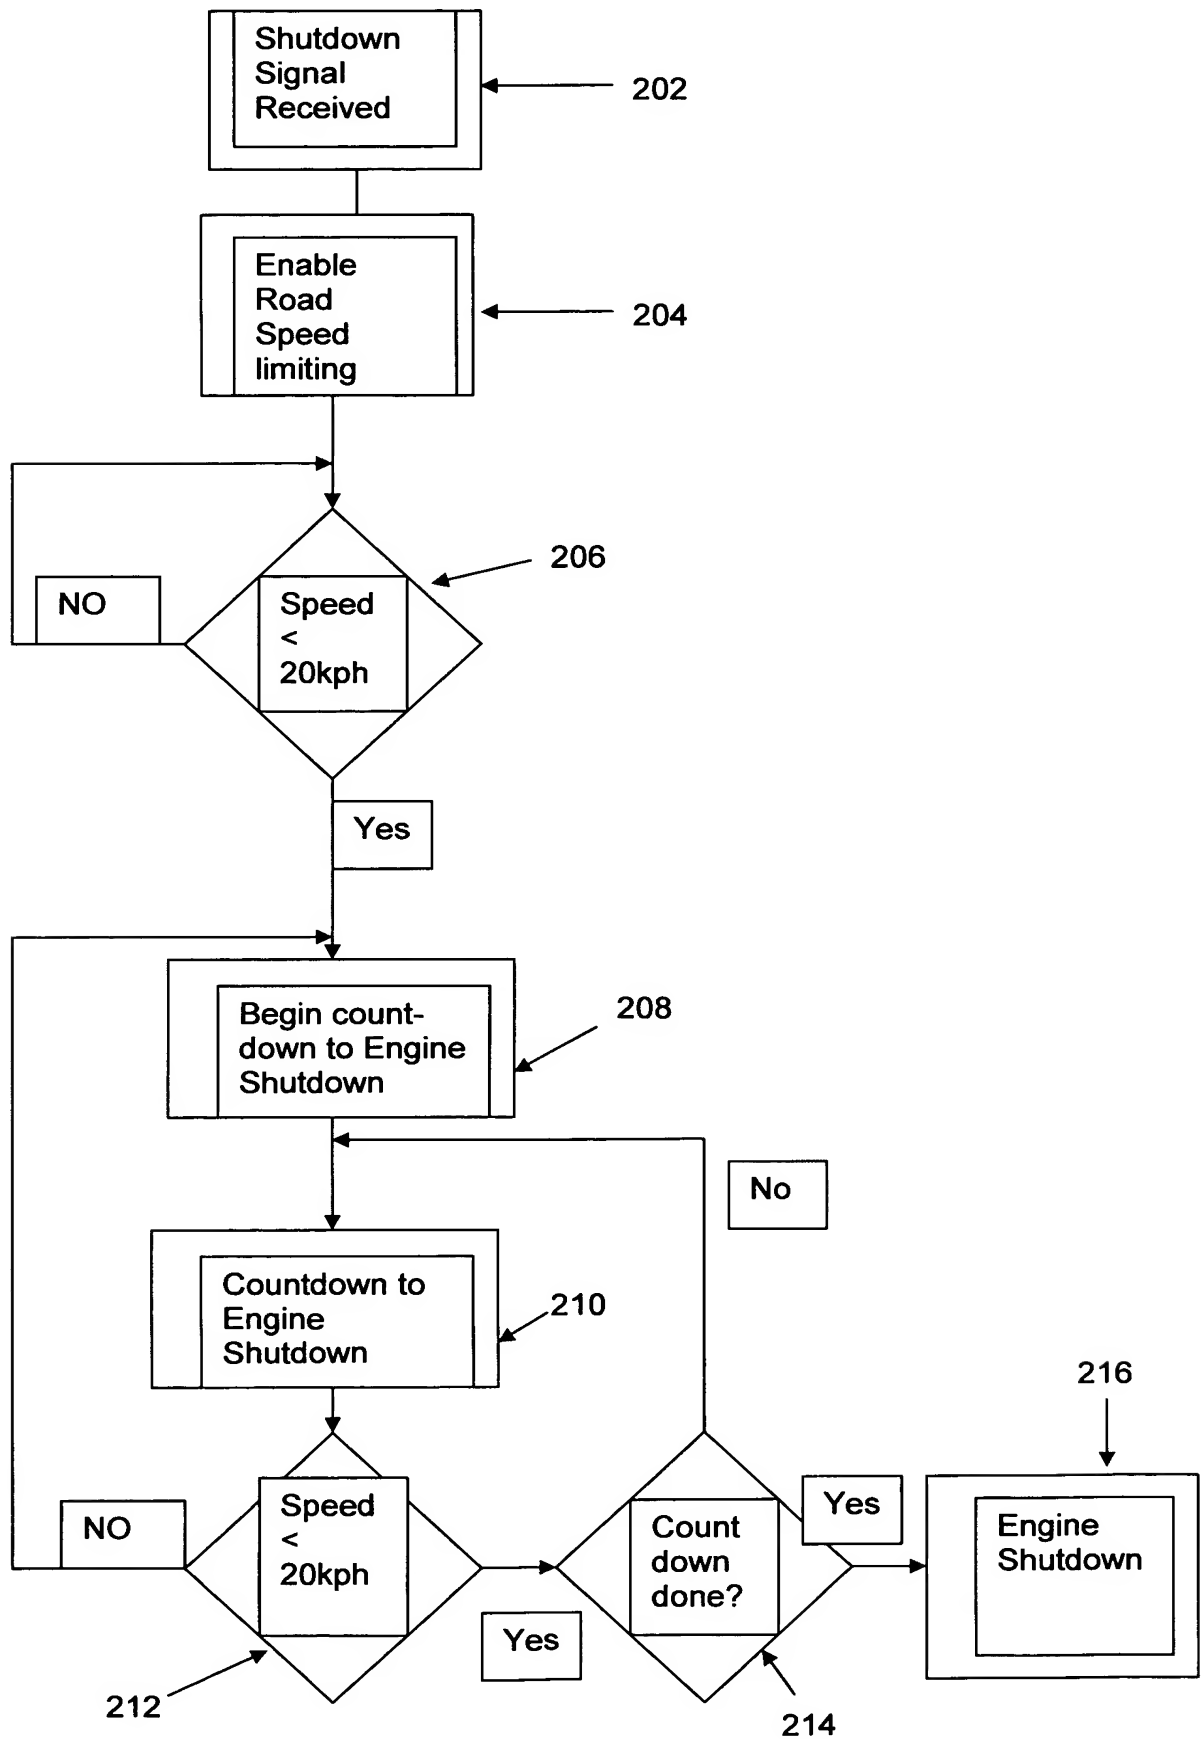 Shutdown
Signal
Received
202
Enable
Road
Speed
limiting
204
206
NO
Speed
<
20kph
Yes
Begin count-
down to Engine
Shutdown
208
No
Countdown to
Engine
Shutdown
210
216
NO
Speed
<
20kph
Yes
Count
down
done?
Yes
Engine
Shutdown
212
214